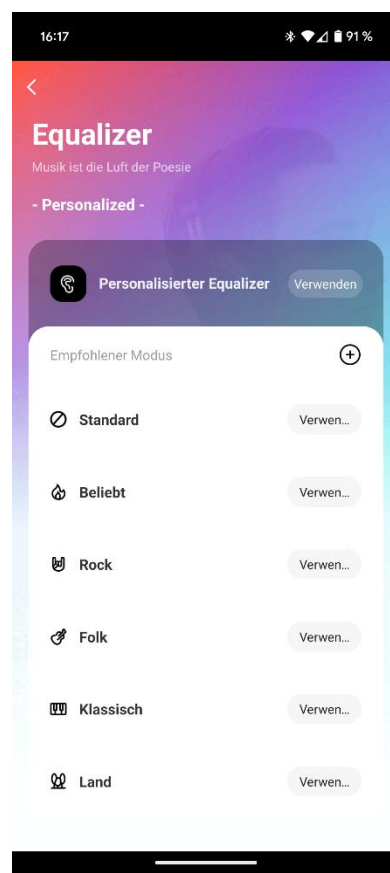 16:17
91 %
Equalizer
Musik ist die Luft der Poesie
- Personalized -
Personalisierter Equalizer Verwenden
Empfohlener Modus
Standard Verwen...
Beliebt Verwen...
Rock Verwen...
Folk Verwen...
Klassisch Verwen...
Land Verwen...